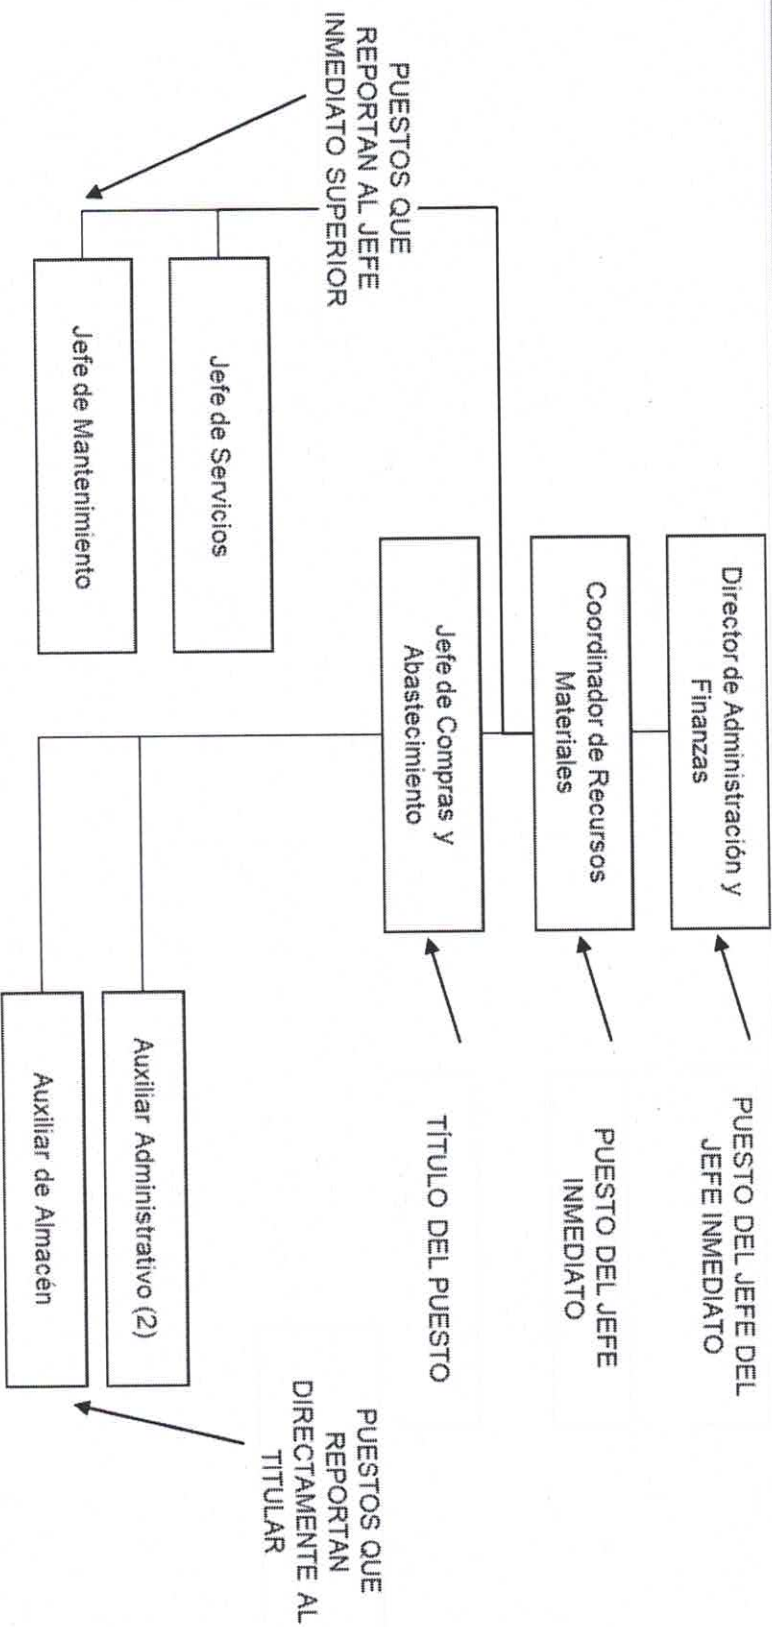 Director de Administración y
Finanzas
PUESTO DEL JEFE DEL
JEFE INMEDIATO
Coordinador de Recursos
Materiales
PUESTO DEL JEFE
INMEDIATO
Jefe de Compras y
Abastecimiento
TÍTULO DEL PUESTO
PUESTOS QUE
REPORTAN AL JEFE
INMEDIATO SUPERIOR
Jefe de Servicios
Jefe de Mantenimiento
Auxiliar Administrativo (2)
Auxiliar de Almacén
PUESTOS QUE
REPORTAN
DIRECTAMENTE AL
TITULAR